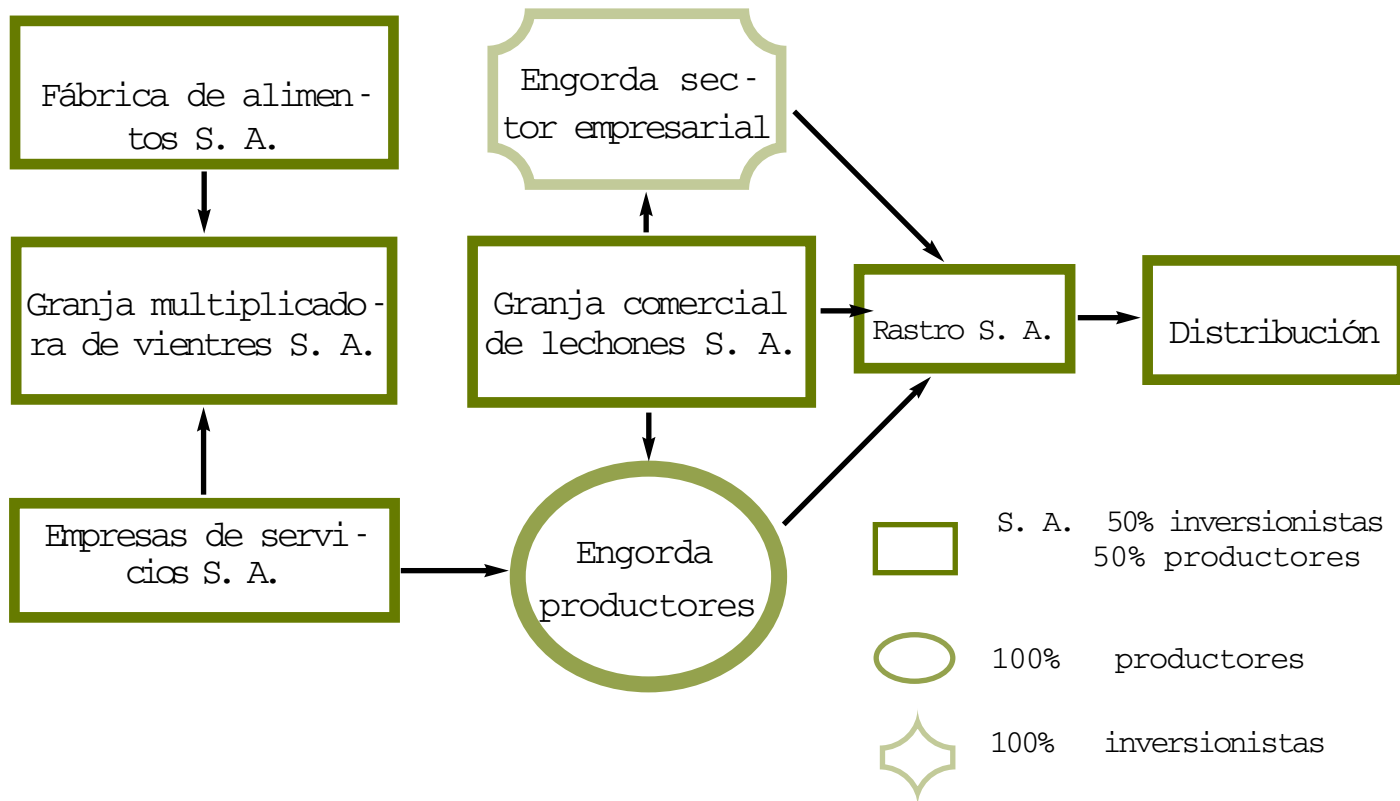 Fábrica de alimen-
tos S. A.
Engorda sec-
tor empresarial
Granja multiplicado-
ra de vientres S. A.
Granja comercial
de lechones S. A.
Rastro S. A.
Distribución
Empresas de servi-
cios S. A.
Engorda
productores
S. A. 50% inversionistas
50% productores
100% productores
100% inversionistas